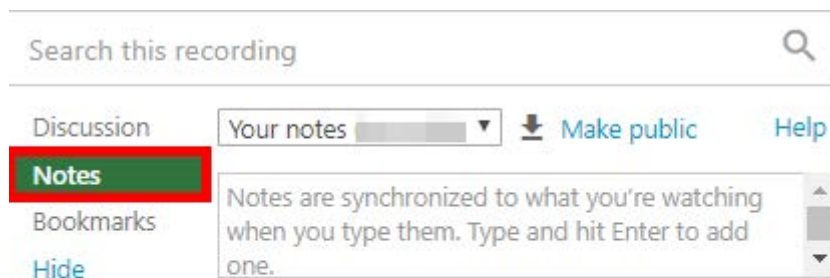 Search this recording
Discussion
Your notes
Make public
Help
Notes
Bookmarks
Hide
Notes are synchronized to what you're watching
when you type them. Type and hit Enter to add
one.